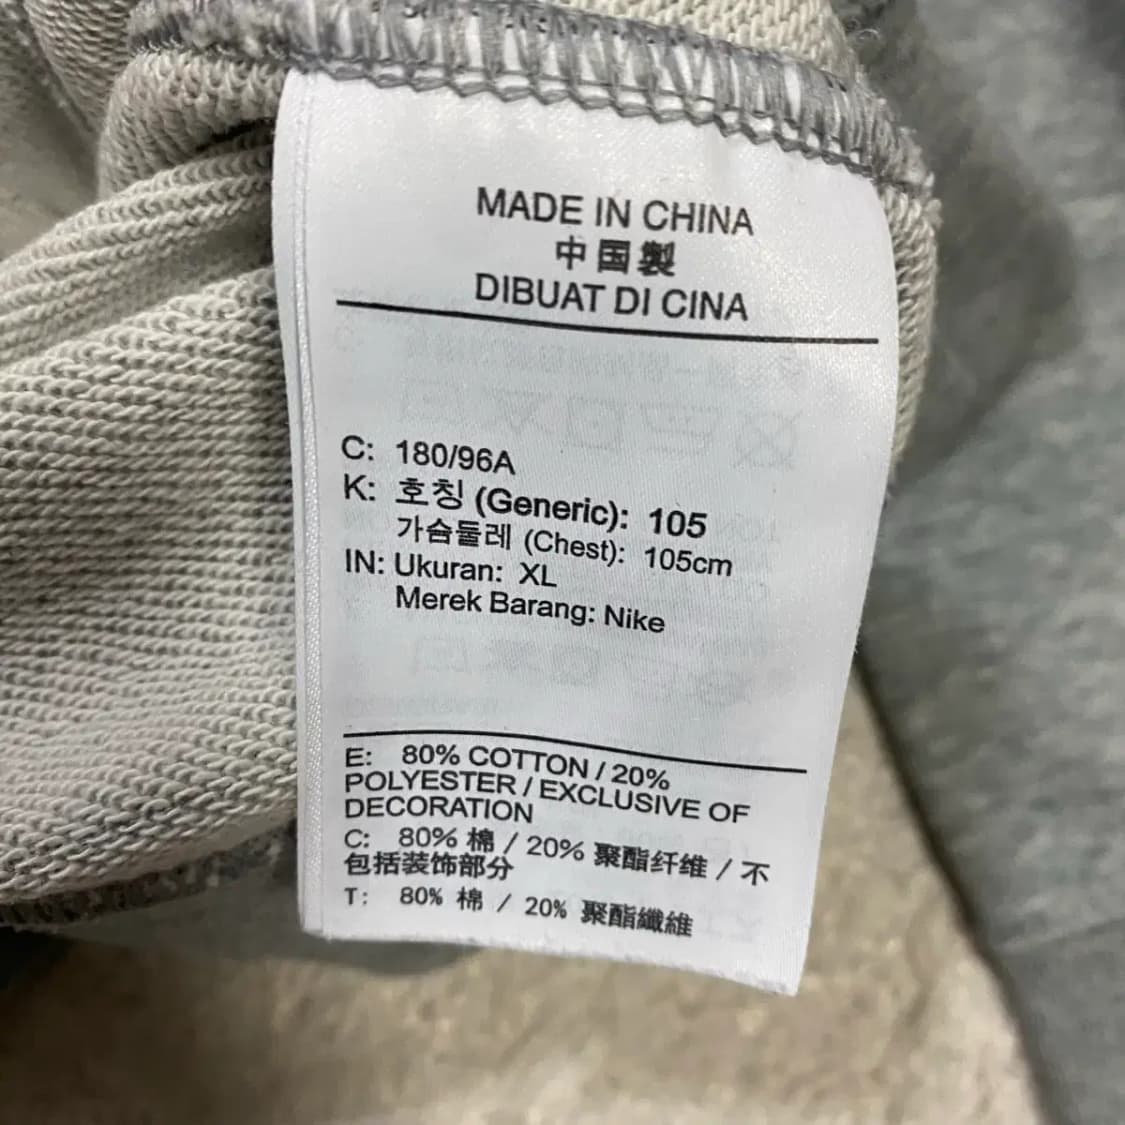 MADE IN CHINA
中国製
DIBUAT DI CINA
C: 180/96A
K: 호칭 (Generic): 105
가슴둘레 (Chest): 105cm
IN: Ukuran: XL
Merek Barang: Nike
E: 80% COTTON / 20%
POLYESTER / EXCLUSIVE OF
DECORATION
C: 80% 棉 / 20% 聚酯纤维 / 不
包括装饰部分
T: 80% 棉 / 20% 聚酯纖維